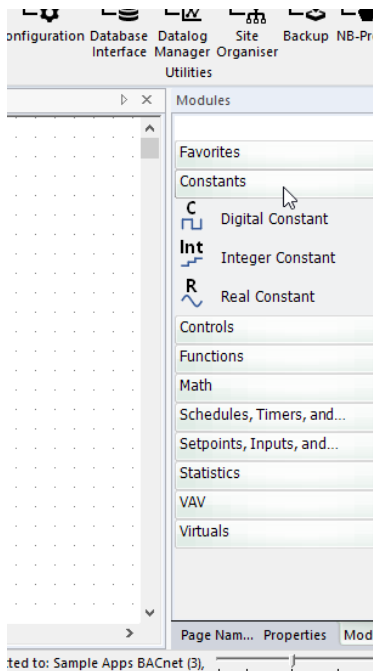 onfiguration Database Datalog Site Backup NB-Pr
Interface Manager Organiser
Utilities
Modules
Favorites
Constants
C
Digital Constant
Int
Integer Constant
R
Real Constant
Controls
Functions
Math
Schedules, Timers, and...
Setpoints, Inputs, and...
Statistics
VAV
Virtuals
Page Nam... Properties Mod
ted to: Sample Apps BACnet (3),